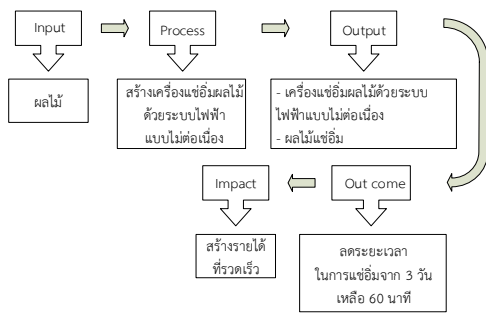 Input
Process
Output
ผลไม้
สร้างเครื่องแช่อิ่มผลไม้
ด้วยระบบไฟฟ้า
แบบไม่ต่อเนื่อง
- เครื่องแช่อิ่มผลไม้ด้วยระบบ
ไฟฟ้าแบบไม่ต่อเนื่อง
- ผลไม้แช่อิ่ม
Impact
Out come
สร้างรายได้
ที่รวดเร็ว
ลดระยะเวลา
ในการแช่อิ่มจาก 3 วัน
เหลือ 60 นาที